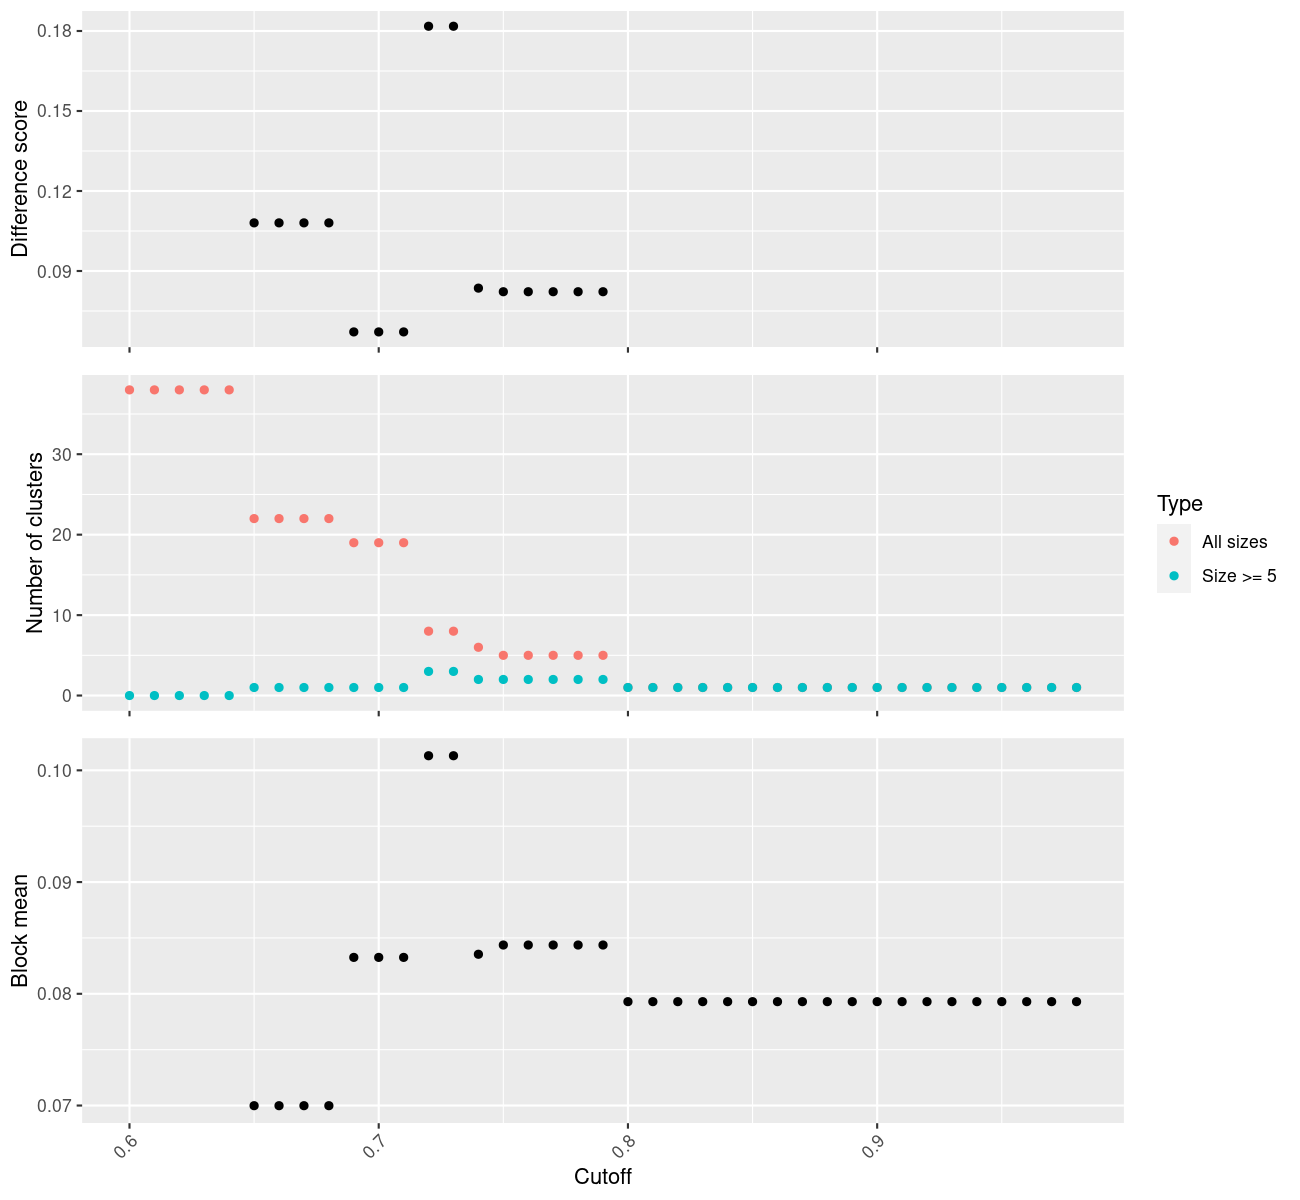 Difference score
0.18
0.15
0.12
0.09
Number of clusters
30
20
10
0
Type
All sizes
Size >= 5
Block mean
0.10
0.09
0.08
0.07
0.6
0.7
0.8
0.9
Cutoff